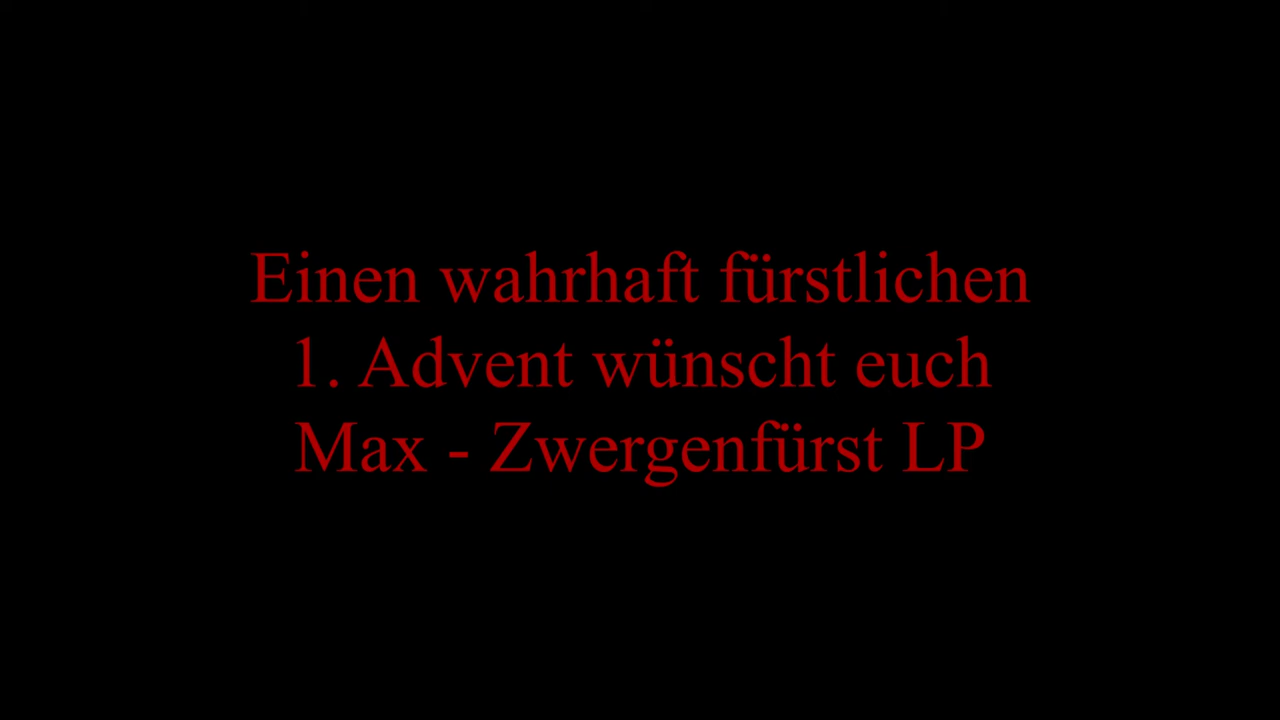 Einen wahrhaft fürstlichen
1. Advent wünscht euch
Max - Zwergenfürst LP